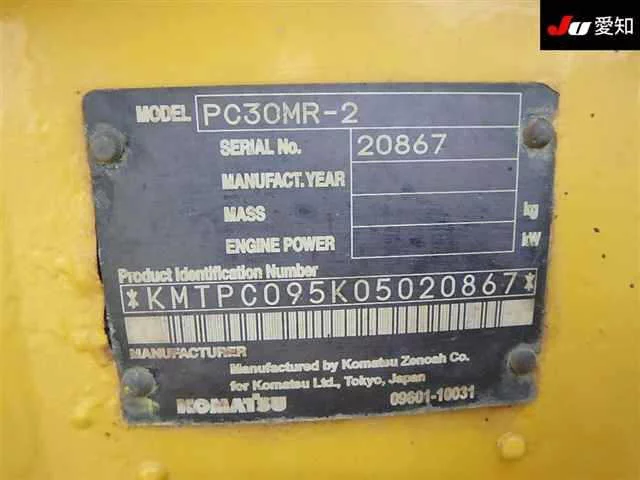 JU 愛知
MODEL PC30MR-2
SERIAL No. 20867
MANUFACT. YEAR
MASS kg
ENGINE POWER kW
Product Identification Number
*KMTPC095K05020867*
MANUFACTURER
Manufactured by Komatsu Zenoah Co.
for Komatsu Ltd., Tokyo, Japan
KOMATSU 09601-10031